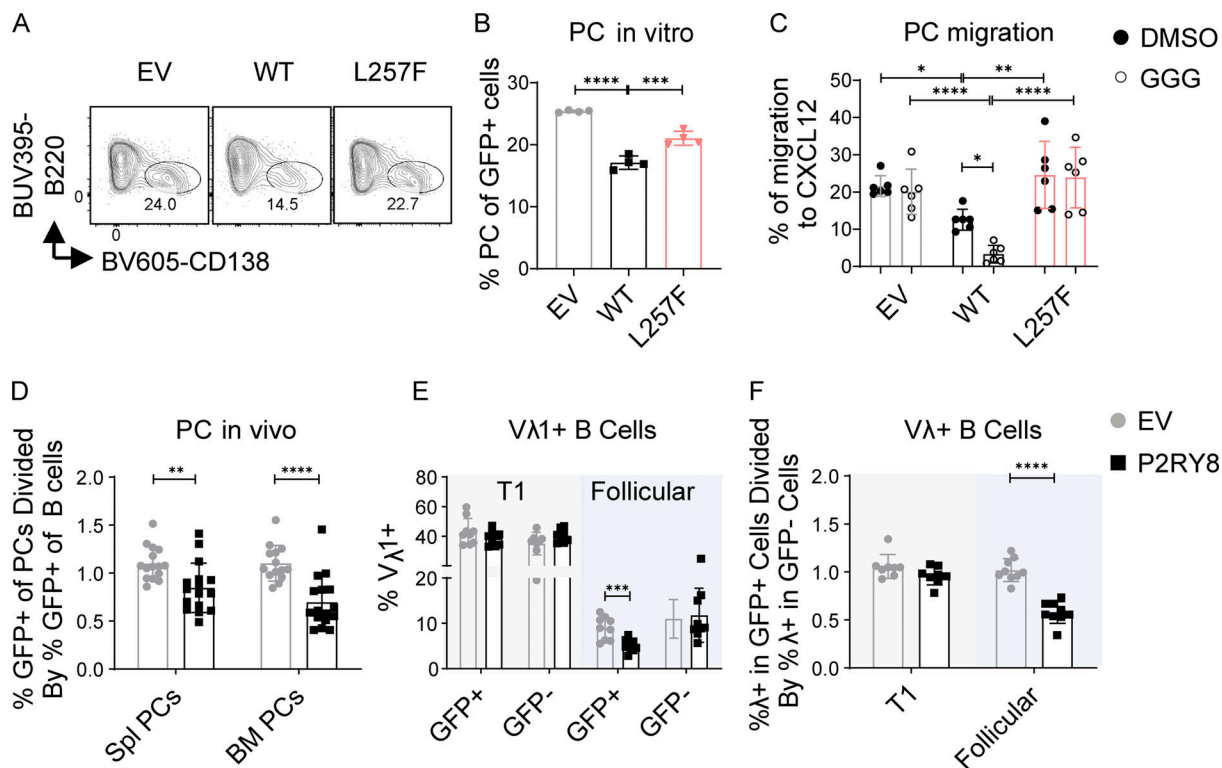 A
EV WT L257F
BUV395-
B220
0
24.0 14.5 22.7
0
BV605-CD138
B
PC in vitro
% PC of GFP+ cells
30
20
10
0
**** ***
EV WT L257F
C
PC migration
% of migration
to CXCL12
50
40
30
20
10
0
* **
**** ****
*
EV WT L257F
DMSO
GGG
D
PC in vivo
% GFP+ of PCs Divided
By % GFP+ of B cells
2.0
1.5
1.0
0.5
0.0
** ****
Spl PCs BM PCs
E
Vλ1+ B Cells
T1 Follicular
% Vλ1+
80
60
40
20
10
0
***
GFP+ GFP- GFP+ GFP-
F
Vλ+ B Cells
%λ+ in GFP+ Cells Divided
By %λ+ in GFP- Cells
2.0
1.5
1.0
0.5
0.0
****
T1 Follicular
EV
P2RY8